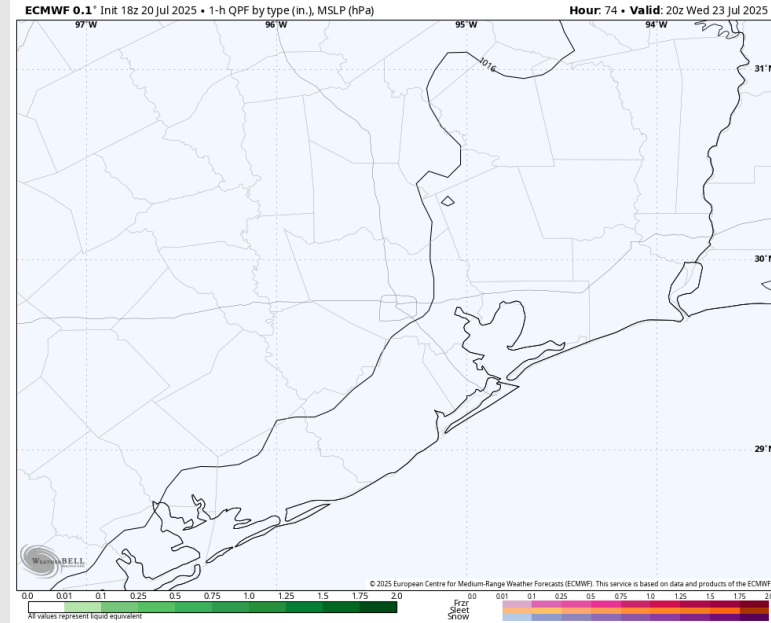 ECMWF 0.1° Init 18z 20 Jul 2025 • 1-h QPF by type (in.), MSLP (hPa)
Hour: 74 • Valid: 20z Wed 23 Jul 2025
97°W 96°W 95°W 94°W
1016
31°N
30°N
29°N
WEATHERBELL
© 2025 European Centre for Medium-Range Weather Forecasts (ECMWF). This service is based on data and products of the ECMWF
0.0 0.01 0.1 0.25 0.5 0.75 1.0 1.25 1.5 1.75 2.0
0.0 0.01 0.1 0.25 0.5 0.75 1.0 1.25 1.5 1.75 2.0
Frzr
Sleet
Snow
All values represent liquid equivalent